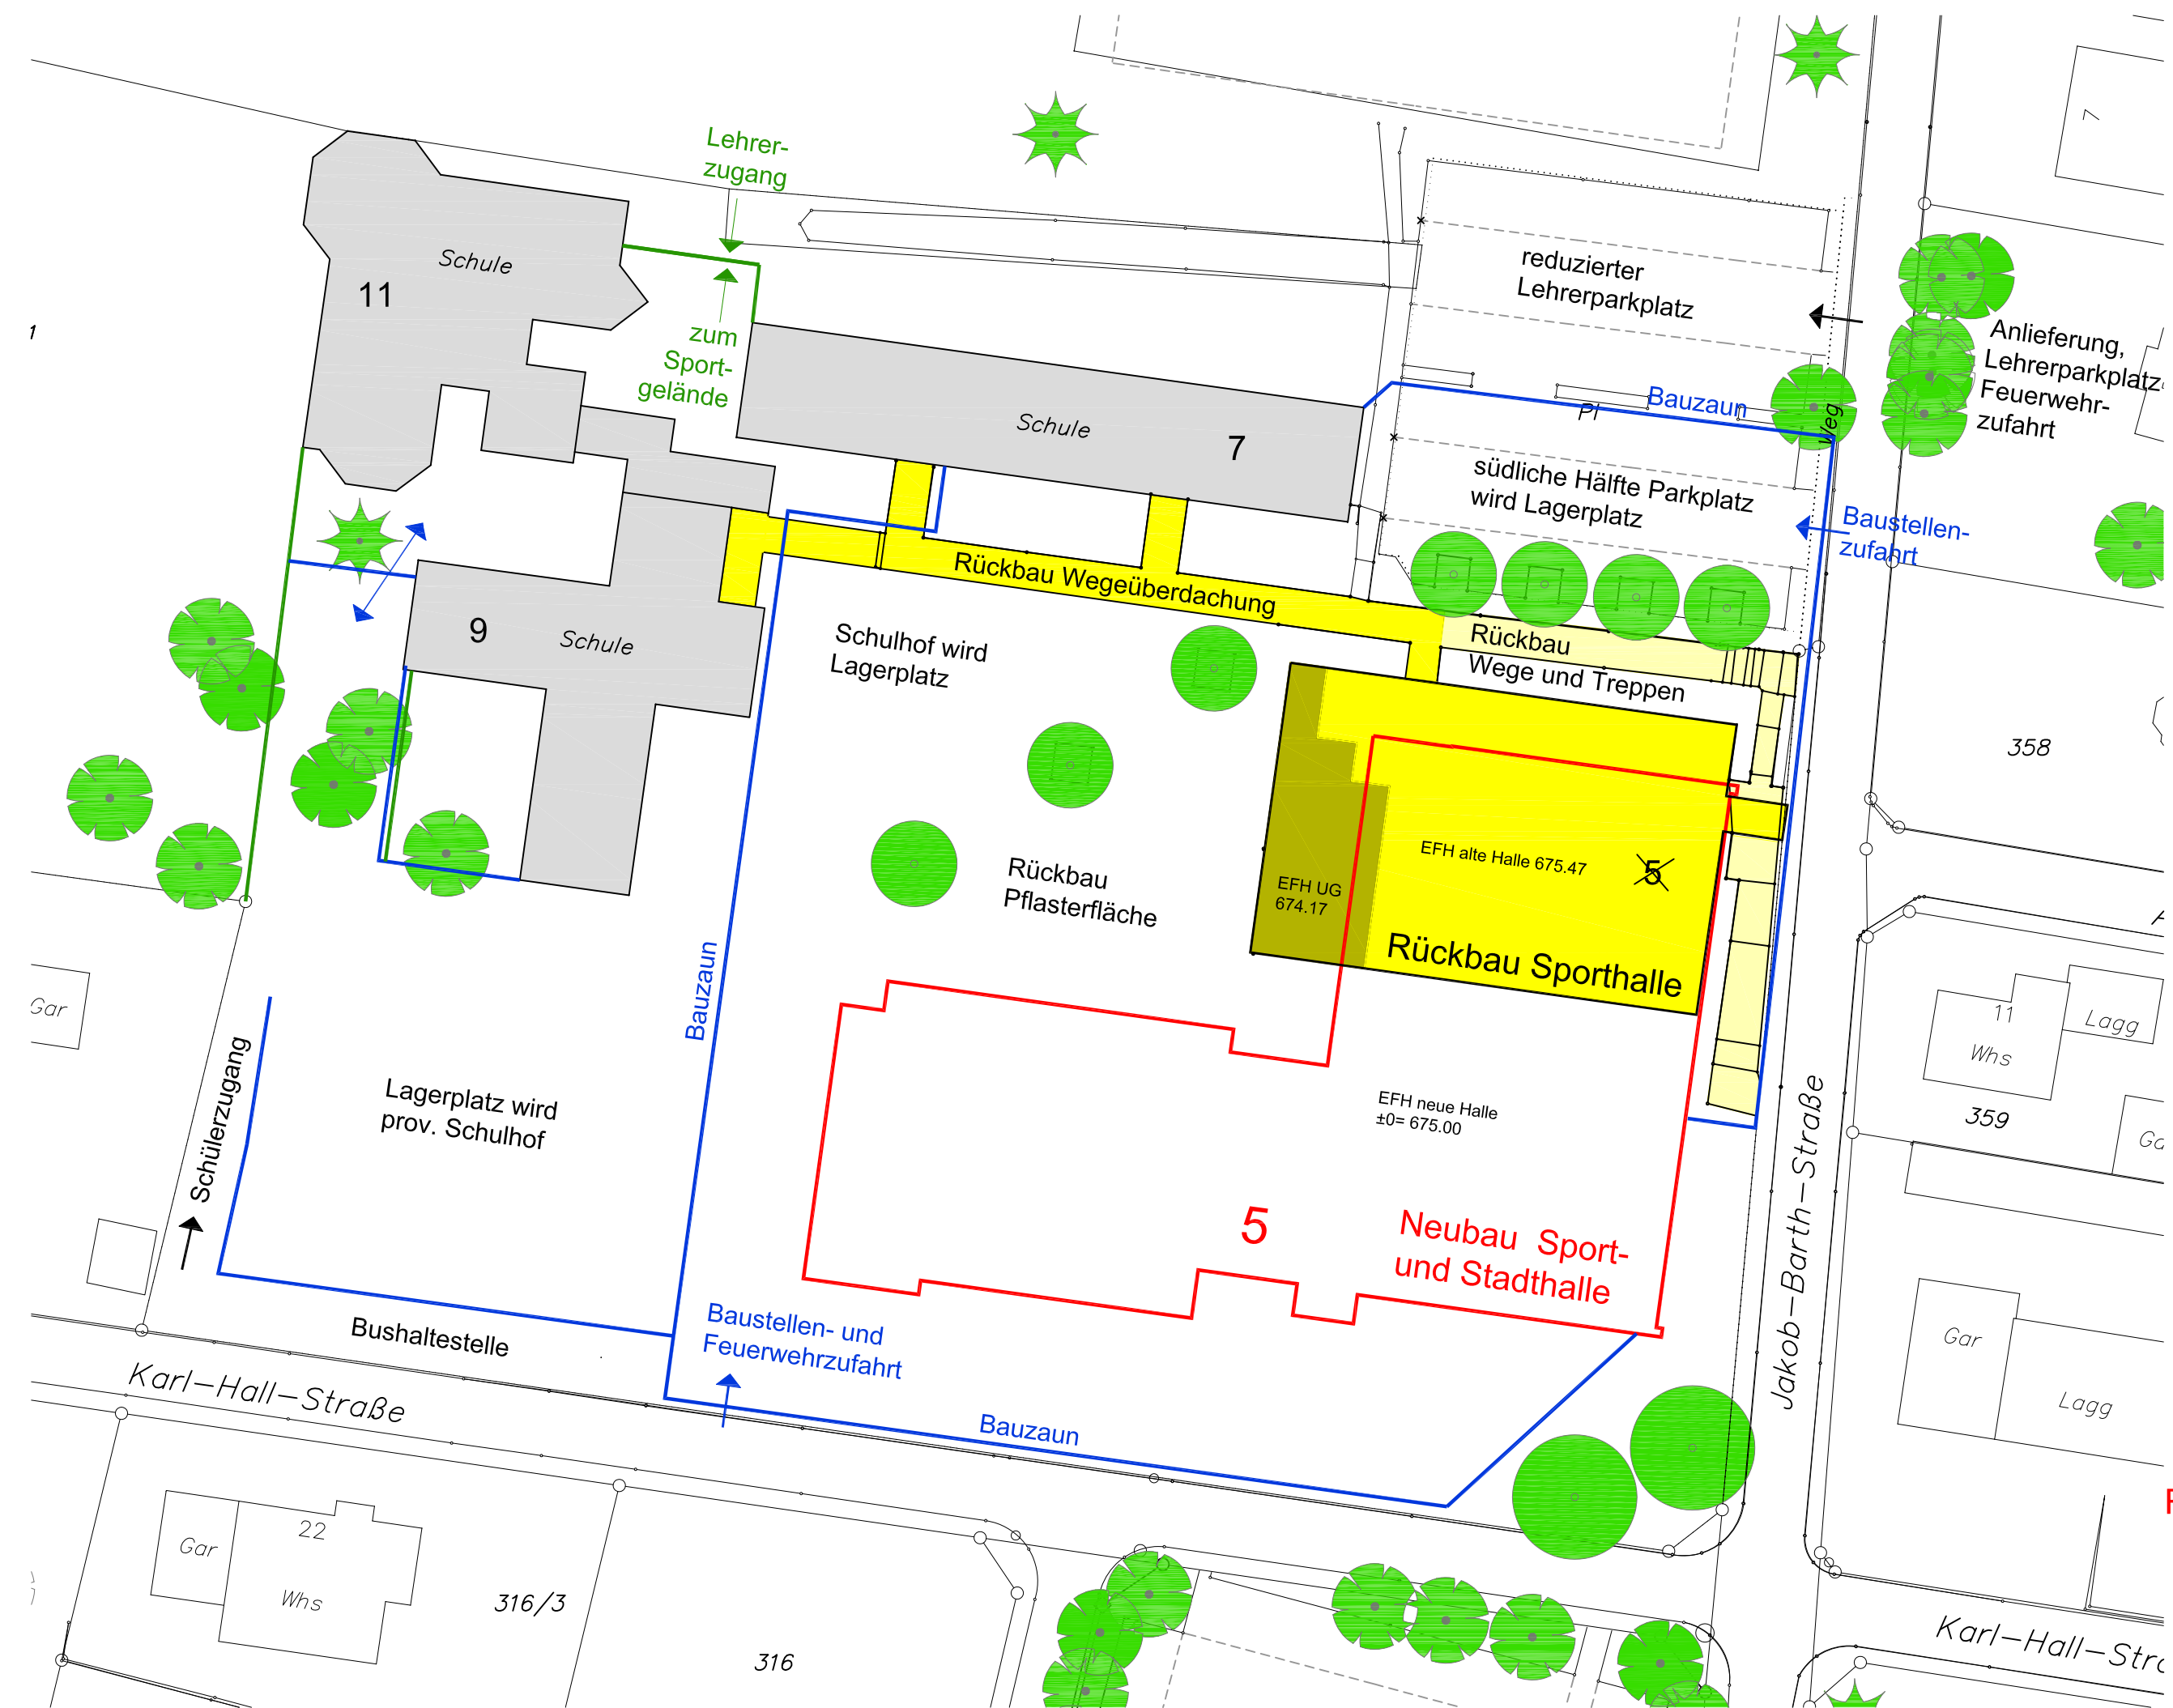 7
Lehrer-
zugang
Schule
11
1
zum
Sport-
gelände
reduzierter
Lehrerparkplatz
Anlieferung,
Lehrerparkplatz
Feuerwehr-
zufahrt
Schule
7
Bauzaun
Pl
Weg
südliche Hälfte Parkplatz
wird Lagerplatz
Baustellen-
zufahrt
Rückbau Wegeüberdachung
9
Schule
Schulhof wird
Lagerplatz
Rückbau
Wege und Treppen
358
EFH alte Halle 675.47
5
EFH UG
674.17
Rückbau
Pflasterfläche
Rückbau Sporthalle
Bauzaun
Gar
11
Whs
Lagg
359
Schülerzugang
Lagerplatz wird
prov. Schulhof
EFH neue Halle
±0= 675.00
Jakob-Barth-Straße
5
Neubau Sport-
und Stadthalle
Gar
Lagg
Bushaltestelle
Baustellen- und
Feuerwehrzufahrt
Karl-Hall-Straße
Bauzaun
22
Gar
Whs
316/3
316
Karl-Hall-Stra